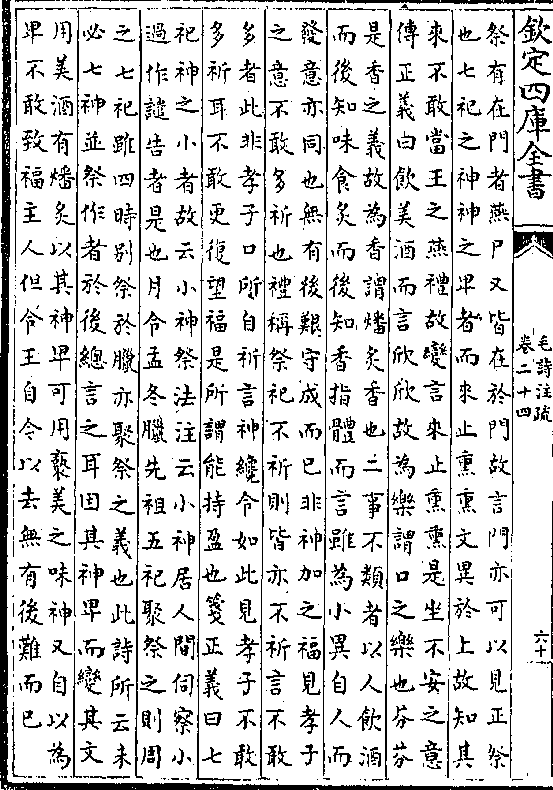 欽定四庫全書
毛詩注疏
卷二十四
六十
祭有在門者燕尸又皆在於門故言門亦可以見正祭
也七祀之神神之卑者而來止熏熏文異於上故知其
來不敢當王之燕禮故變言來止熏熏是坐不安之意
傳正義曰飲美酒而言欣欣故為樂謂口之樂也芬芬
是香之義故為香謂燔炙香也二事不類者以人飲酒
而後知味食炙而後知香指體而言雖為小異自人而
發意亦同也無有後艱守成而已非神加之福見孝子
之意不敢多祈也禮稱祭祀不祈則皆亦不祈言不敢
多者此非孝子口所自祈言神纔令如此見孝子不敢
多祈耳不敢更復望福是所謂能持盈也箋正義曰七
祀神之小者故云小神祭法注云小神居人間伺察小
過作譴告者是也月令孟冬臘先祖五祀聚祭之則周
之七祀雖四時別祭於臘亦聚祭之義也此詩所云未
必七神並祭作者於後總言之耳因其神卑而變其文
用美酒有燔炙以其神卑可用褻美之味神又自以為
卑不敢致福主人但令王自今以去無有後難而已